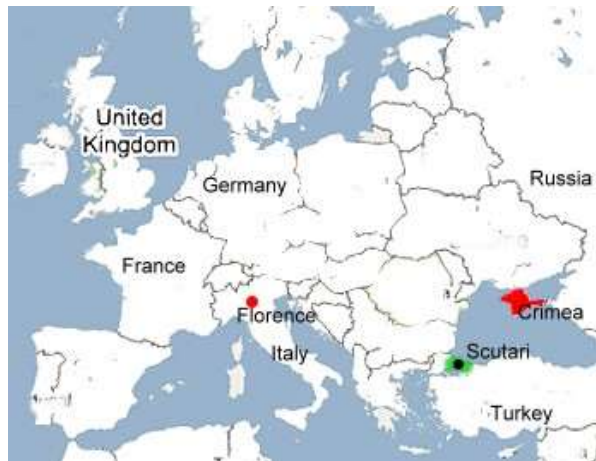 United
Kingdom
Germany
Russia
France
Florence
Crimea
Italy
Scutari
Turkey